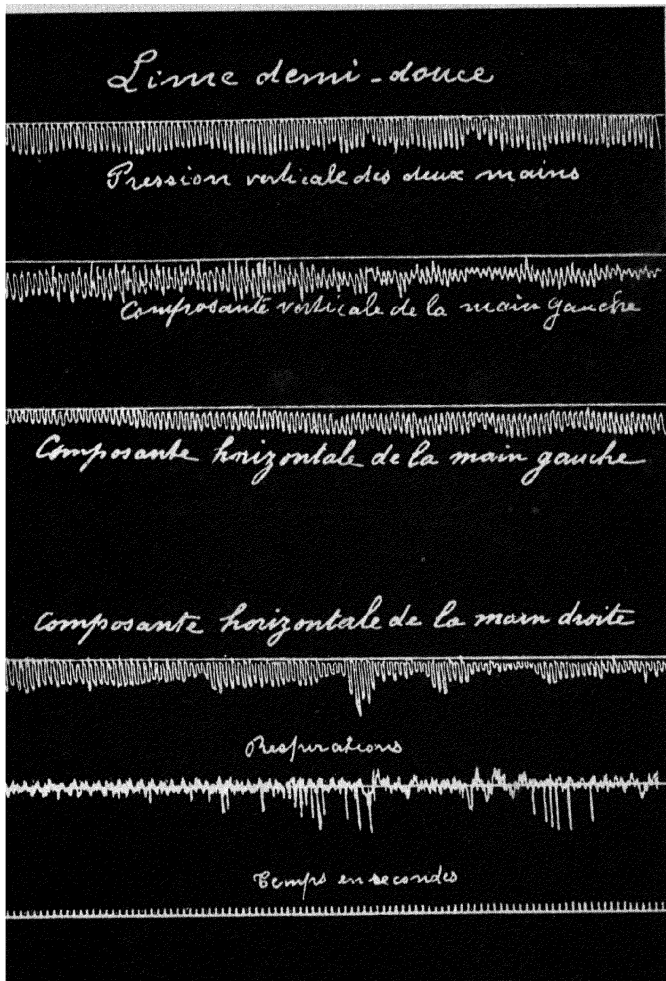 Lime demi-douce
Pression verticale des deux mains
Composante verticale de la main gauche
Composante horizontale de la main gauche
Composante horizontale de la main droite
Respirations
Temps en secondes